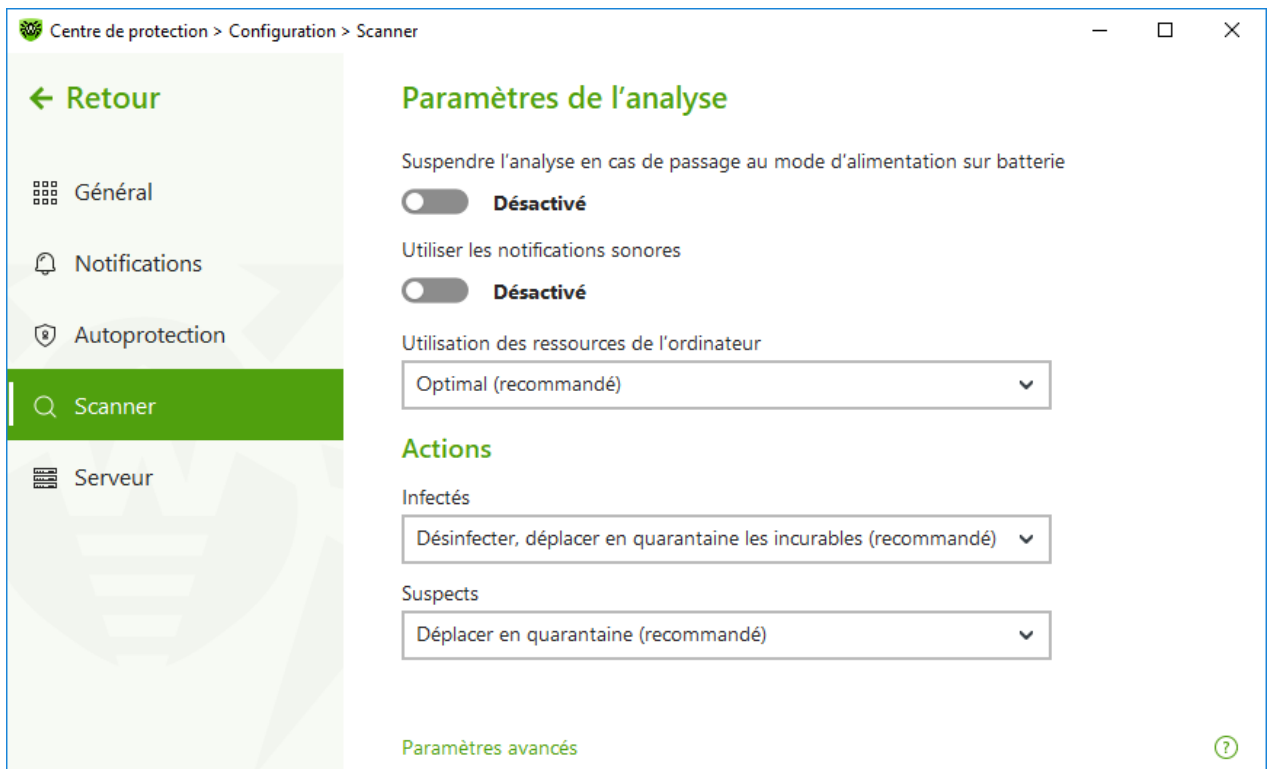 Centre de protection > Configuration > Scanner
Retour
Général
Notifications
Autoprotection
Scanner
Serveur
Paramètres de l'analyse
Suspendre l'analyse en cas de passage au mode d'alimentation sur batterie
Désactivé
Utiliser les notifications sonores
Désactivé
Utilisation des ressources de l'ordinateur
Optimal (recommandé)
Actions
Infectés
Désinfecter, déplacer en quarantaine les incurables (recommandé)
Suspects
Déplacer en quarantaine (recommandé)
Paramètres avancés
?